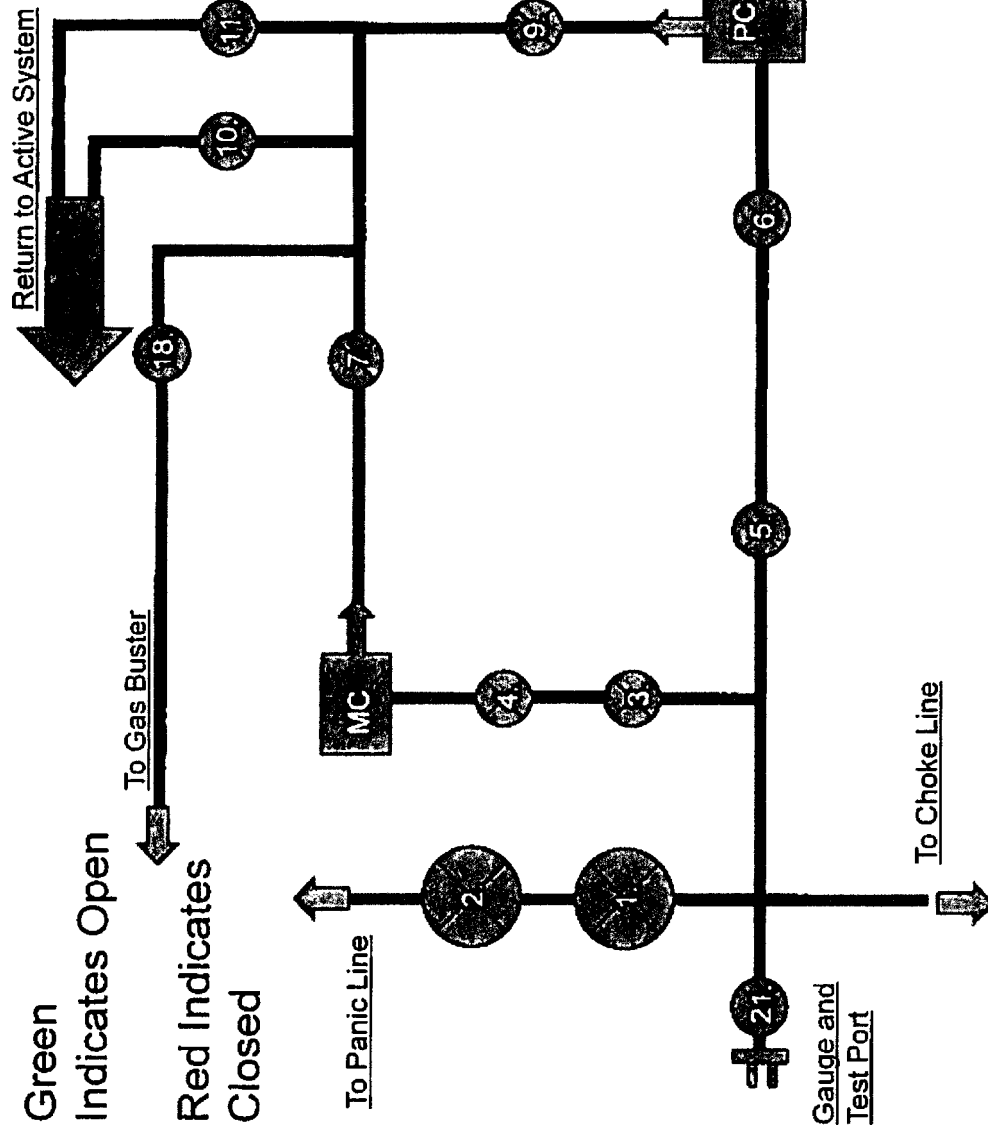 Green
Indicates Open
Red Indicates
Closed
To Gas Buster
Return to Active System
18.
11.
10.
7.
9.
MC
4.
3.
PC
To Panic Line
2.
1.
5.
6.
21.
Gauge and
Test Port
To Choke Line